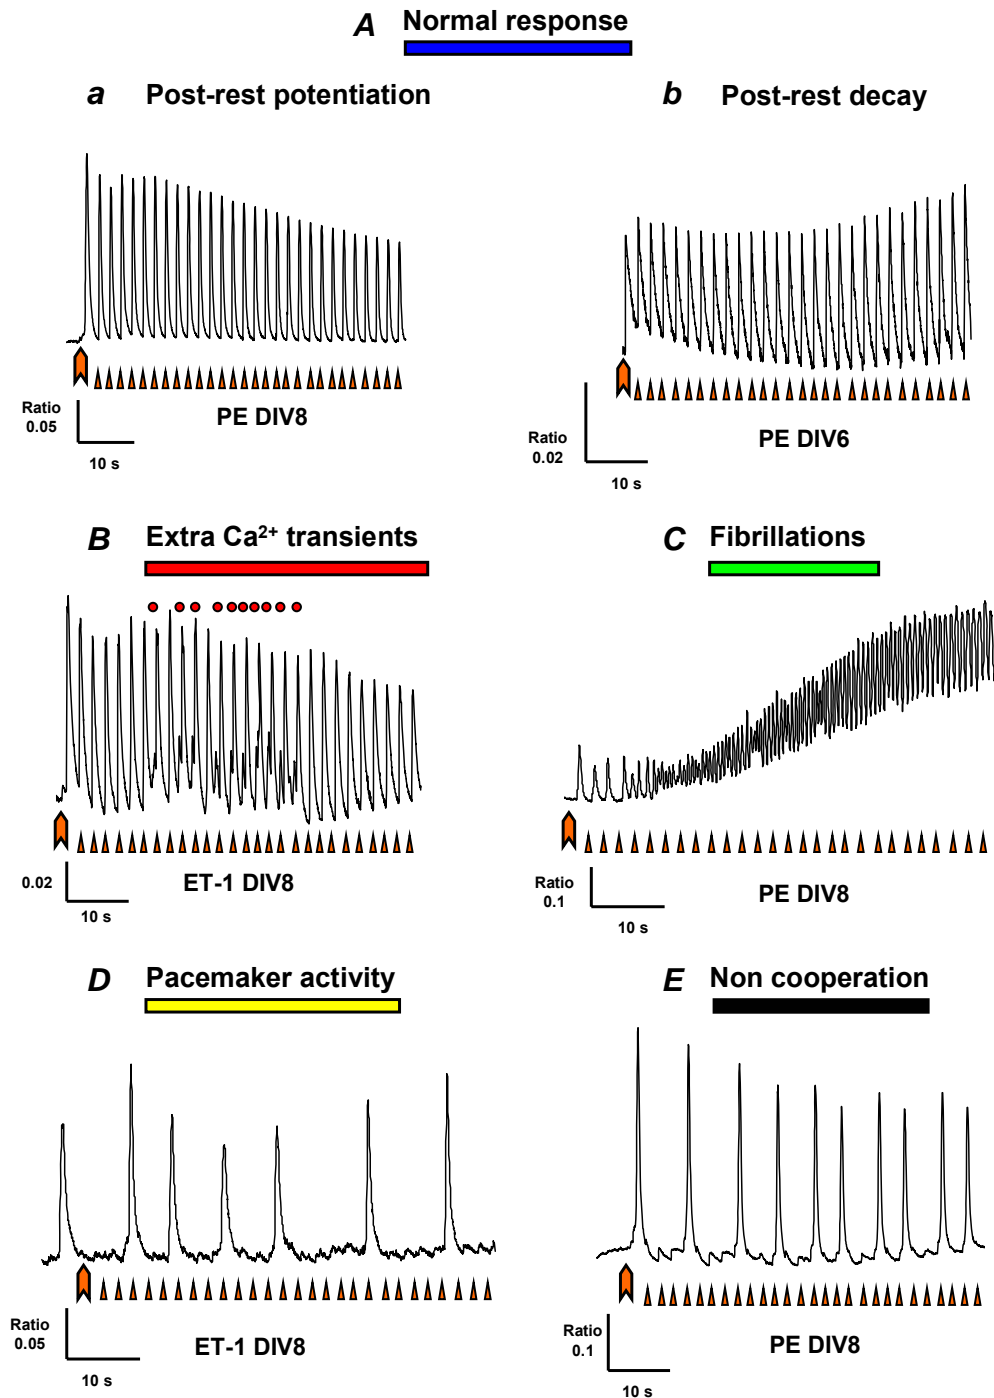 A Normal response
a Post-rest potentiation
b Post-rest decay
Ratio
0.05
10 s
PE DIV8
Ratio
0.02
10 s
PE DIV6
B Extra Ca²⁺ transients
C Fibrillations
0.02
10 s
ET-1 DIV8
Ratio
0.1
10 s
PE DIV8
D Pacemaker activity
E Non cooperation
Ratio
0.05
10 s
ET-1 DIV8
Ratio
0.1
10 s
PE DIV8